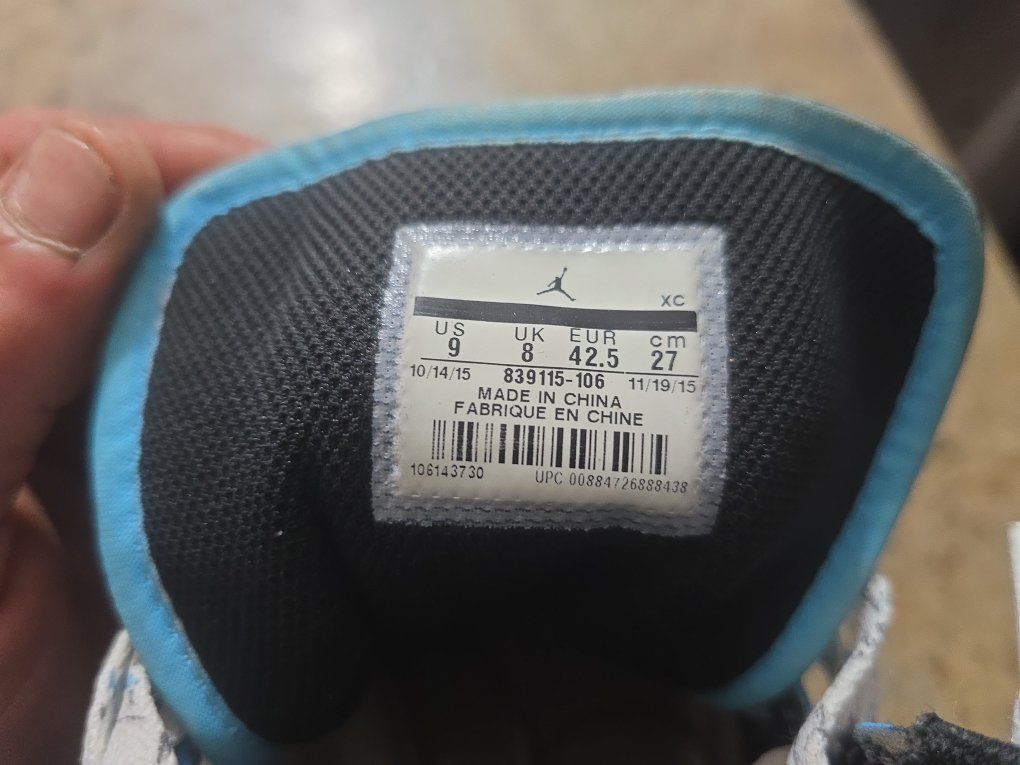 XC
US UK EUR cm
9 8 42.5 27
10/14/15 839115-106 11/19/15
MADE IN CHINA
FABRIQUE EN CHINE
106143730 UPC 00884726888438